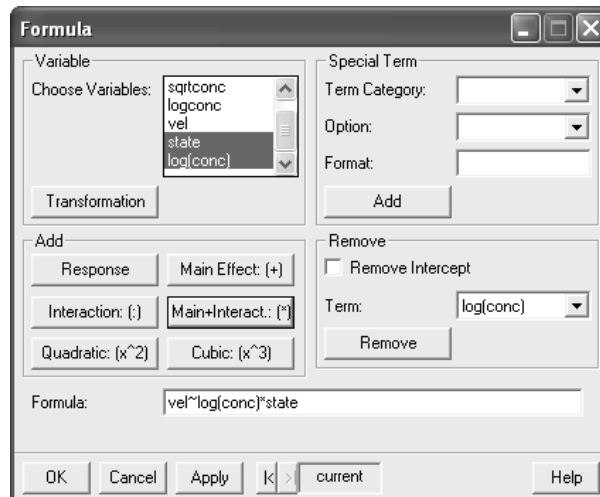 Formula
Variable
Choose Variables:
sqrtconc
logconc
vel
state
log(conc)
Transformation
Special Term
Term Category:
Option:
Format:
Add
Add
Response
Main Effect: (+)
Interaction: (:)
Main+Interact.: (*)
Quadratic: (x^2)
Cubic: (x^3)
Remove
Remove Intercept
Term:
log(conc)
Remove
Formula:
vel~log(conc)*state
OK
Cancel
Apply
|<
>|
current
Help